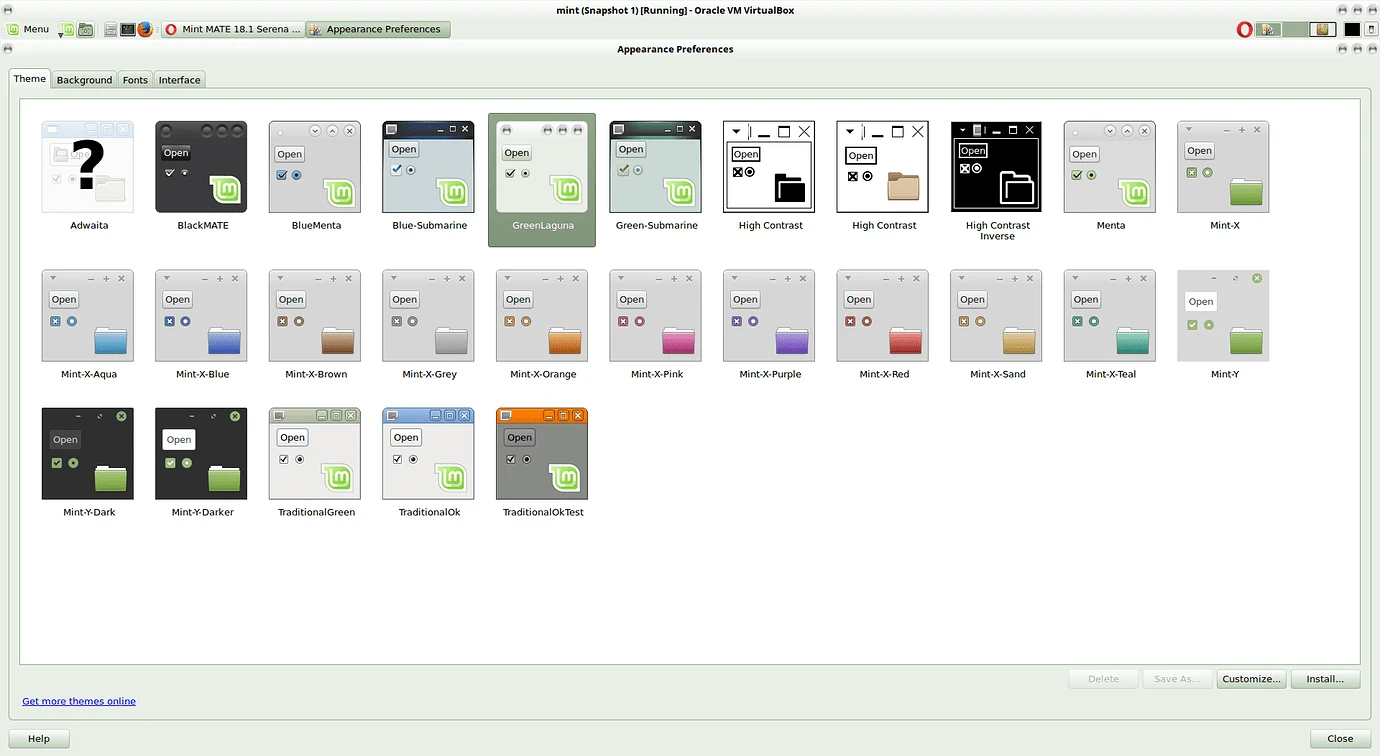 mint (Snapshot 1) [Running] - Oracle VM VirtualBox
Menu Mint MATE 18.1 Serena ... Appearance Preferences
Appearance Preferences
Theme Background Fonts Interface
Open Open Open Open Open Open Open Open Open Open
Adwaita BlackMATE BlueMenta Blue-Submarine GreenLaguna Green-Submarine High Contrast High Contrast High Contrast Menta Mint-X
Inverse
Open Open Open Open Open Open Open Open Open Open Open
Mint-X-Aqua Mint-X-Blue Mint-X-Brown Mint-X-Grey Mint-X-Orange Mint-X-Pink Mint-X-Purple Mint-X-Red Mint-X-Sand Mint-X-Teal Mint-Y
Open Open Open Open Open
Mint-Y-Dark Mint-Y-Darker TraditionalGreen TraditionalOk TraditionalOkTest
Delete Save As... Customize... Install...
Get more themes online
Help Close